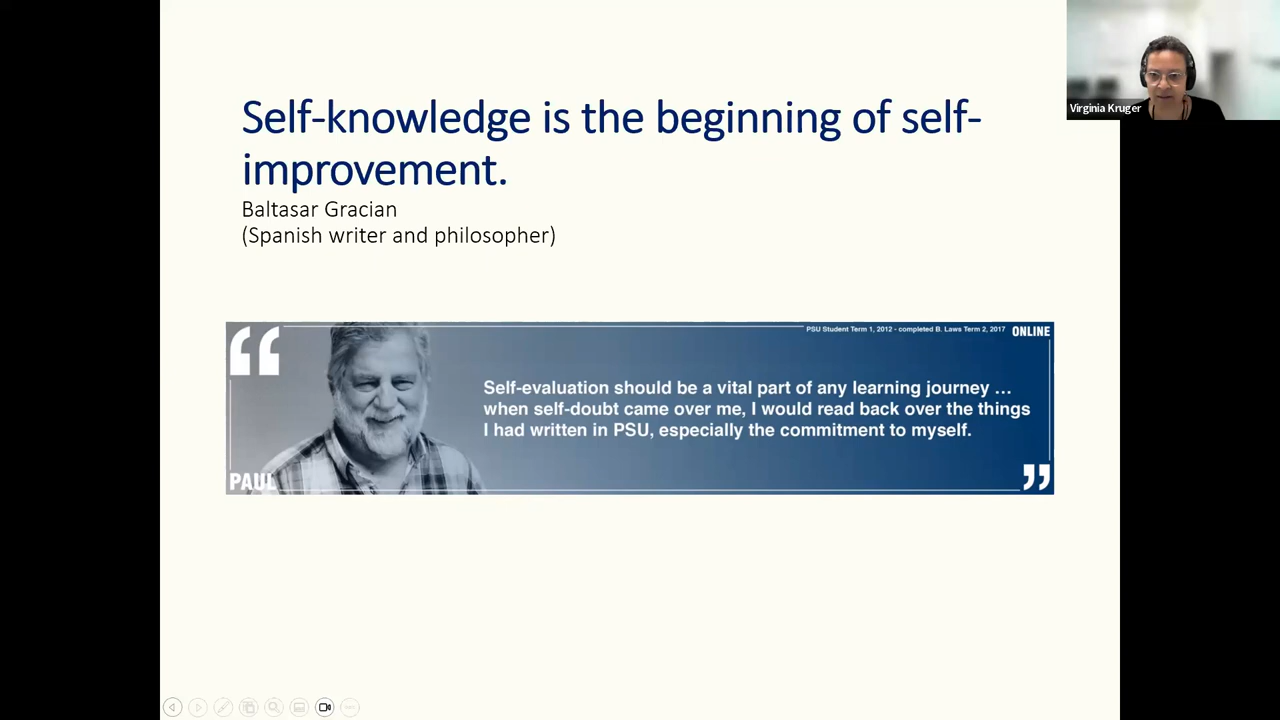 Self-knowledge is the beginning of self-
improvement.
Baltasar Gracian
(Spanish writer and philosopher)
Virginia Kruger
PSU Student Term 1, 2012 - completed B. Laws Term 2, 2017 ONLINE
“
Self-evaluation should be a vital part of any learning journey …
when self-doubt came over me, I would read back over the things
I had written in PSU, especially the commitment to myself.
PAUL
”